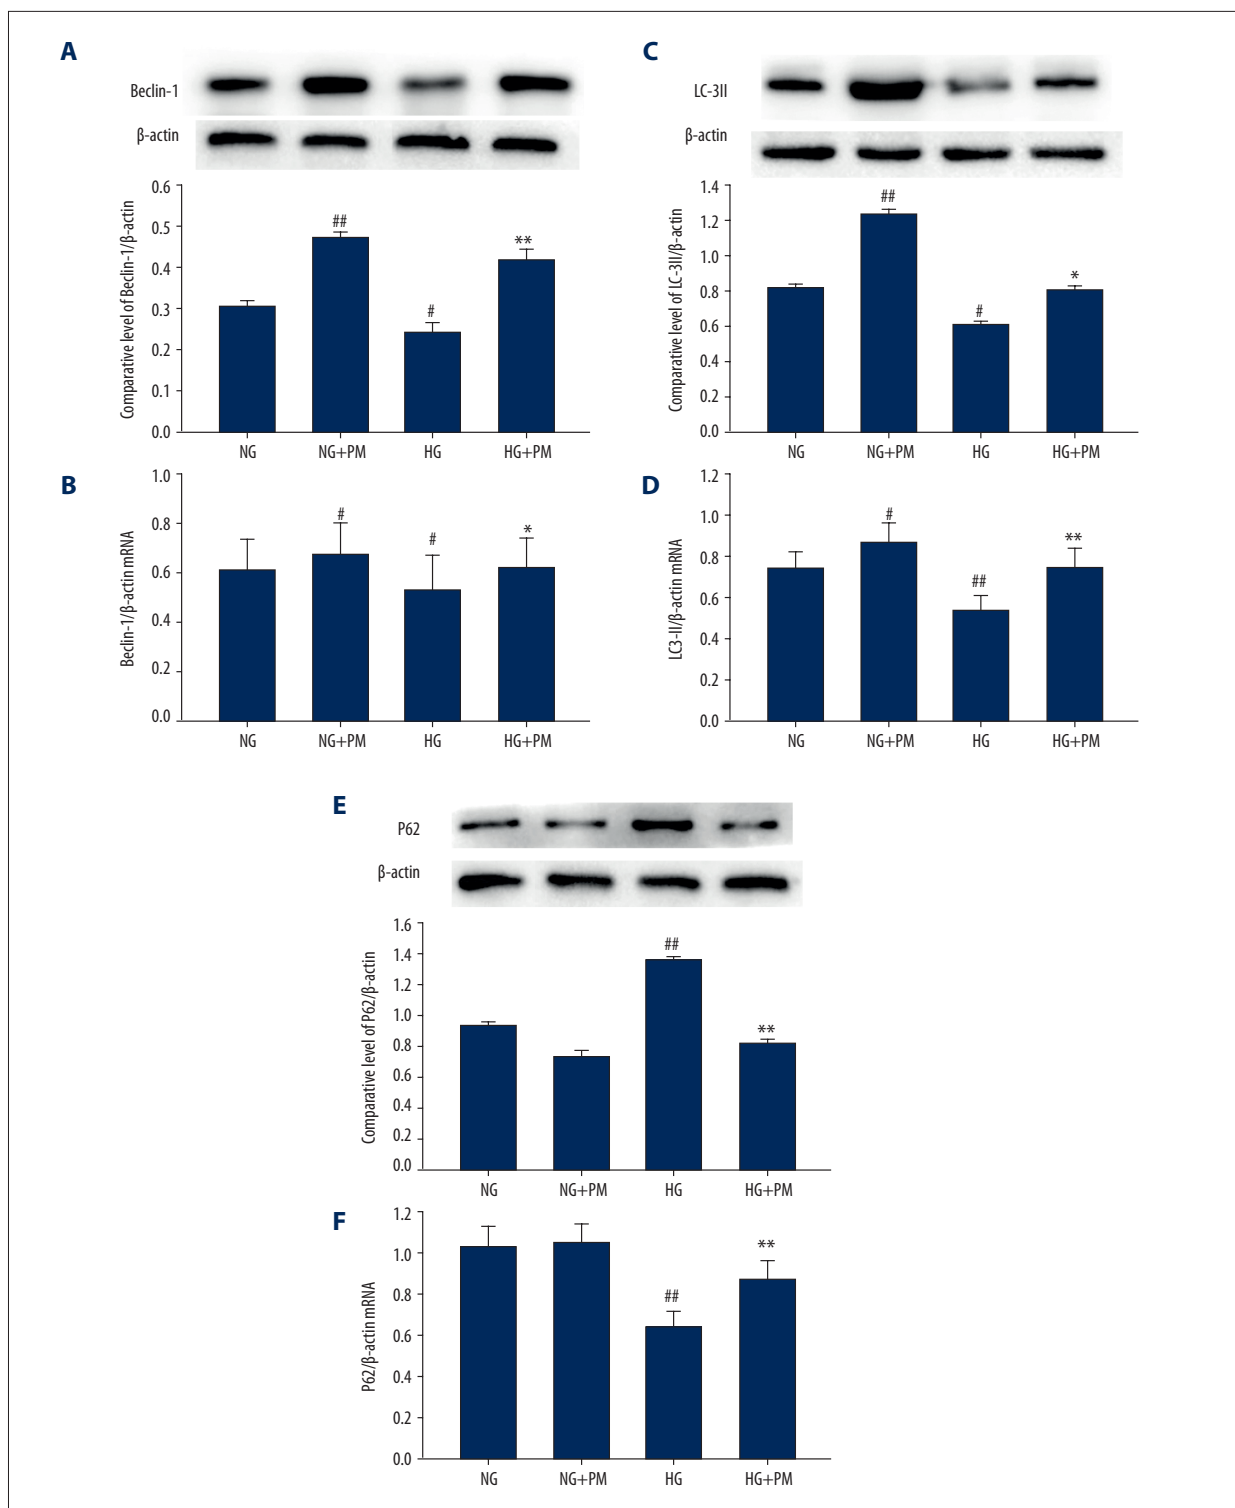 A
Beclin-1
β-actin
Comparative level of Beclin-1/β-actin
0.6
0.5
0.4
0.3
0.2
0.1
0.0
##
#
**
NG
NG+PM
HG
HG+PM
B
Beclin-1/β-actin mRNA
1.0
0.8
0.6
0.4
0.2
0.0
#
#
*
NG
NG+PM
HG
HG+PM
C
LC-3II
β-actin
Comparative level of LC-3II/β-actin
1.4
1.2
1.0
0.8
0.6
0.4
0.2
0.0
##
#
*
NG
NG+PM
HG
HG+PM
D
LC3-II/β-actin mRNA
1.2
1.0
0.8
0.6
0.4
0.2
0.0
#
##
**
NG
NG+PM
HG
HG+PM
E
P62
β-actin
Comparative level of P62/β-actin
1.6
1.4
1.2
1.0
0.8
0.6
0.4
0.2
0.0
##
**
NG
NG+PM
HG
HG+PM
F
P62/β-actin mRNA
1.2
1.0
0.8
0.6
0.4
0.2
0.0
##
**
NG
NG+PM
HG
HG+PM